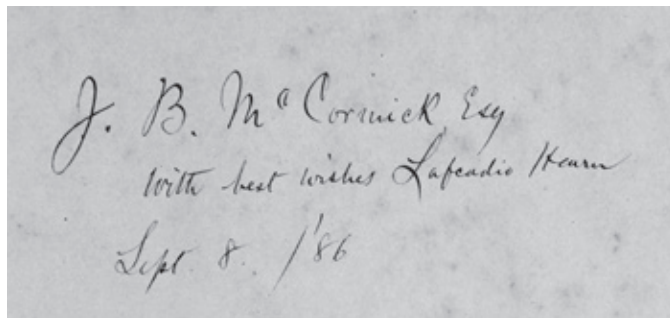 J. B. McCormick Esq
With best wishes Lafcadio Hearn
Sept. 8. /'86